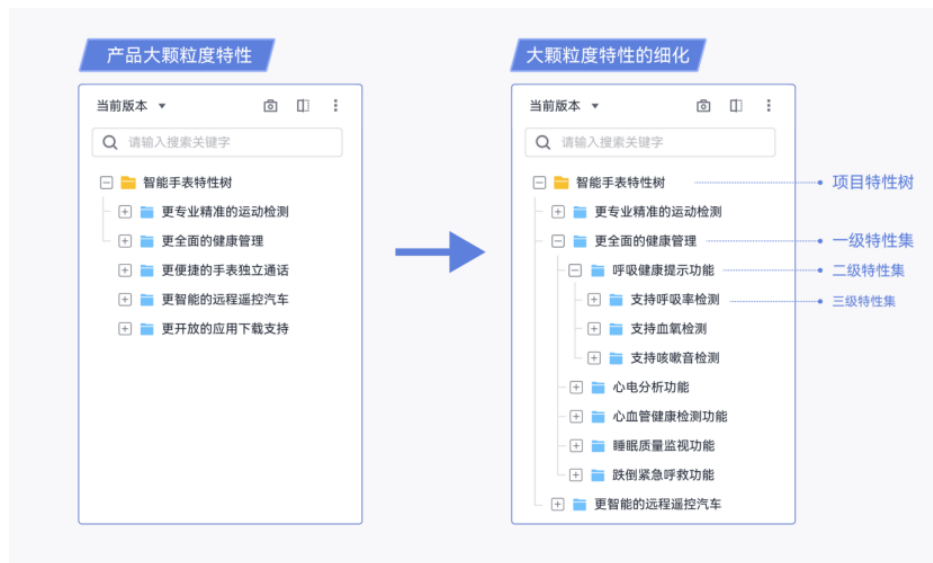 产品大颗粒度特性
当前版本
请输入搜索关键字
智能手表特性树
更专业精准的运动检测
更全面的健康管理
更便捷的手表独立通话
更智能的远程遥控汽车
更开放的应用下载支持
大颗粒度特性的细化
当前版本
请输入搜索关键字
智能手表特性树
更专业精准的运动检测
更全面的健康管理
呼吸健康提示功能
支持呼吸率检测
支持血氧检测
支持咳嗽音检测
心电分析功能
心血管健康检测功能
睡眠质量监视功能
跌倒紧急呼救功能
更智能的远程遥控汽车
项目特性树
一级特性集
二级特性集
三级特性集